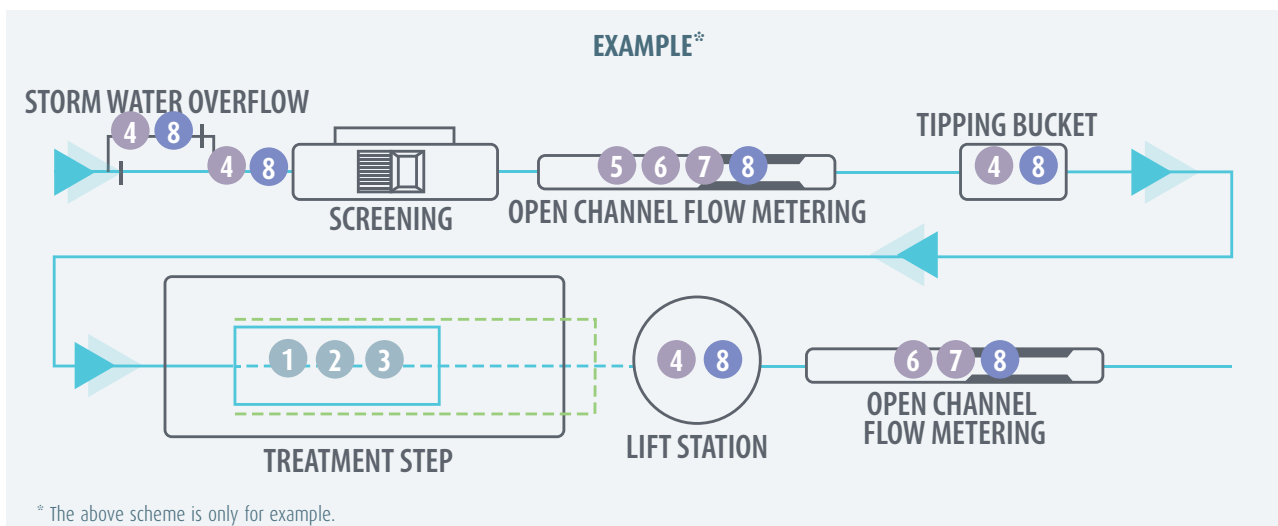 EXAMPLE*
STORM WATER OVERFLOW
4 8
4 8
SCREENING
5 6 7 8
OPEN CHANNEL FLOW METERING
TIPPING BUCKET
4 8
1 2 3
TREATMENT STEP
4 8
LIFT STATION
6 7 8
OPEN CHANNEL
FLOW METERING
* The above scheme is only for example.